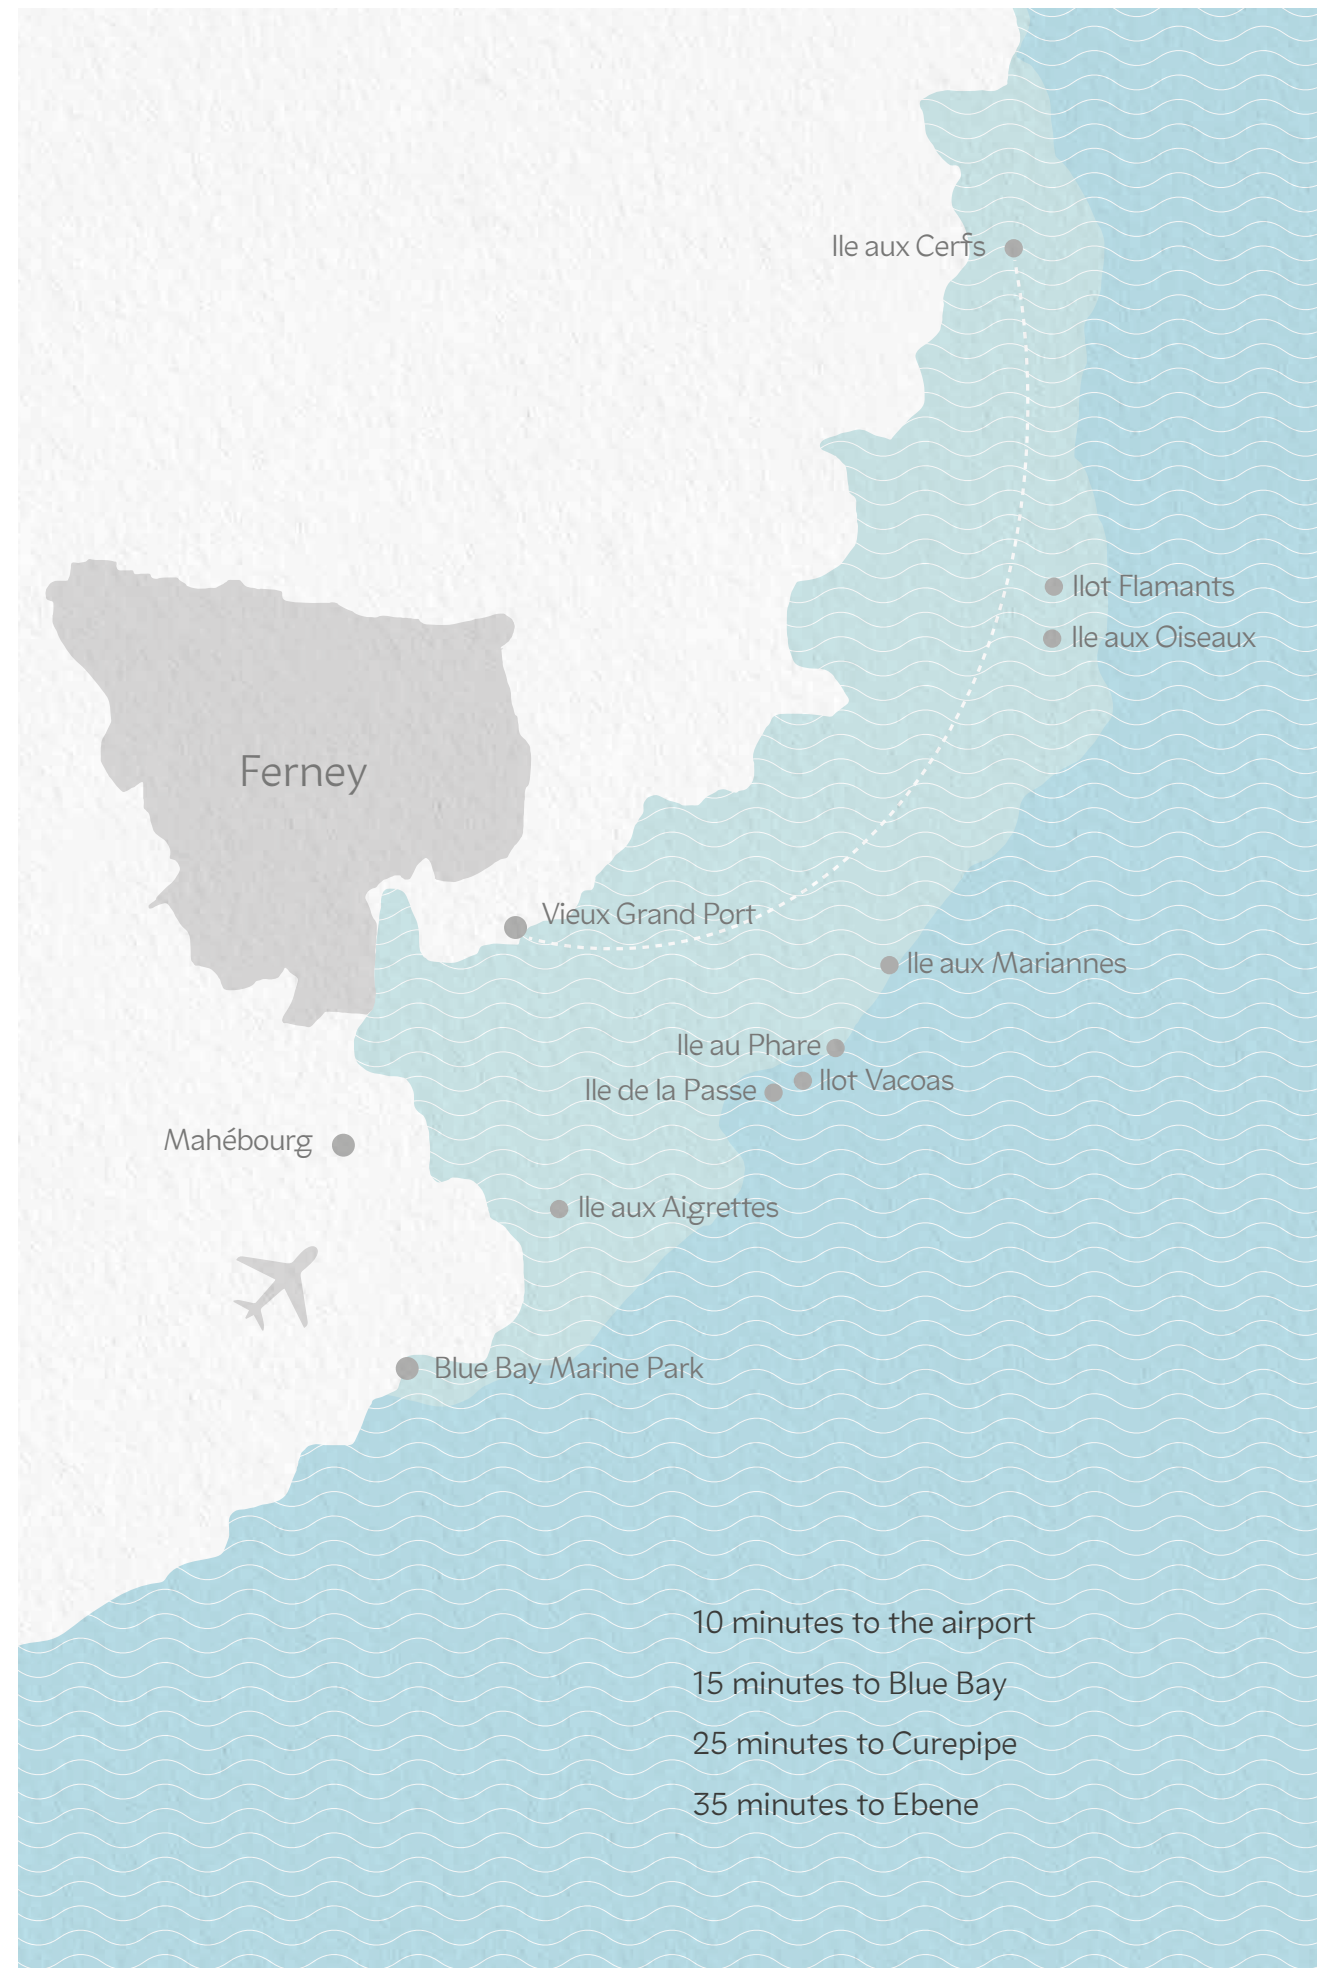 Ile aux Cerfs
Ilot Flamants
Ile aux Oiseaux
Ferney
Vieux Grand Port
Ile aux Mariannes
Ile au Phare
Ilot Vacoas
Ile de la Passe
Mahébourg
Ile aux Aigrettes
Blue Bay Marine Park
10 minutes to the airport
15 minutes to Blue Bay
25 minutes to Curepipe
35 minutes to Ebene